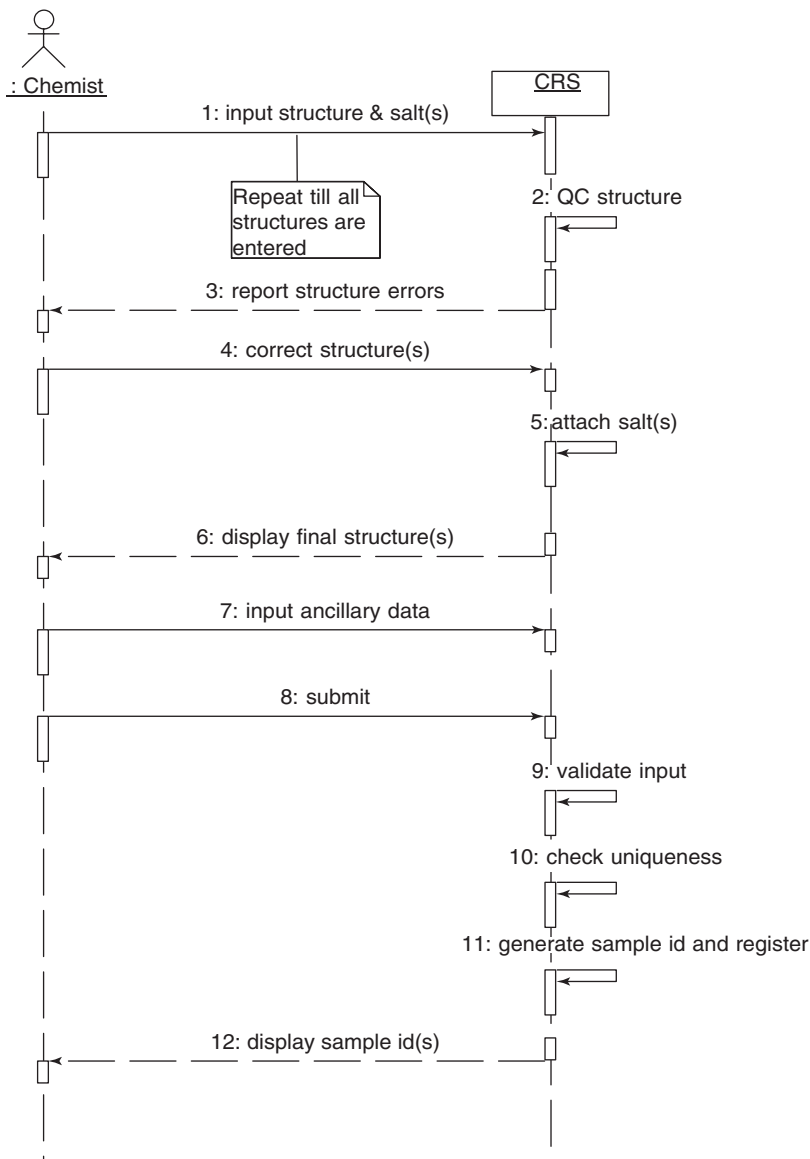 : Chemist
CRS
1: input structure & salt(s)
Repeat till all
structures are
entered
2: QC structure
3: report structure errors
4: correct structure(s)
5: attach salt(s)
6: display final structure(s)
7: input ancillary data
8: submit
9: validate input
10: check uniqueness
11: generate sample id and register
12: display sample id(s)